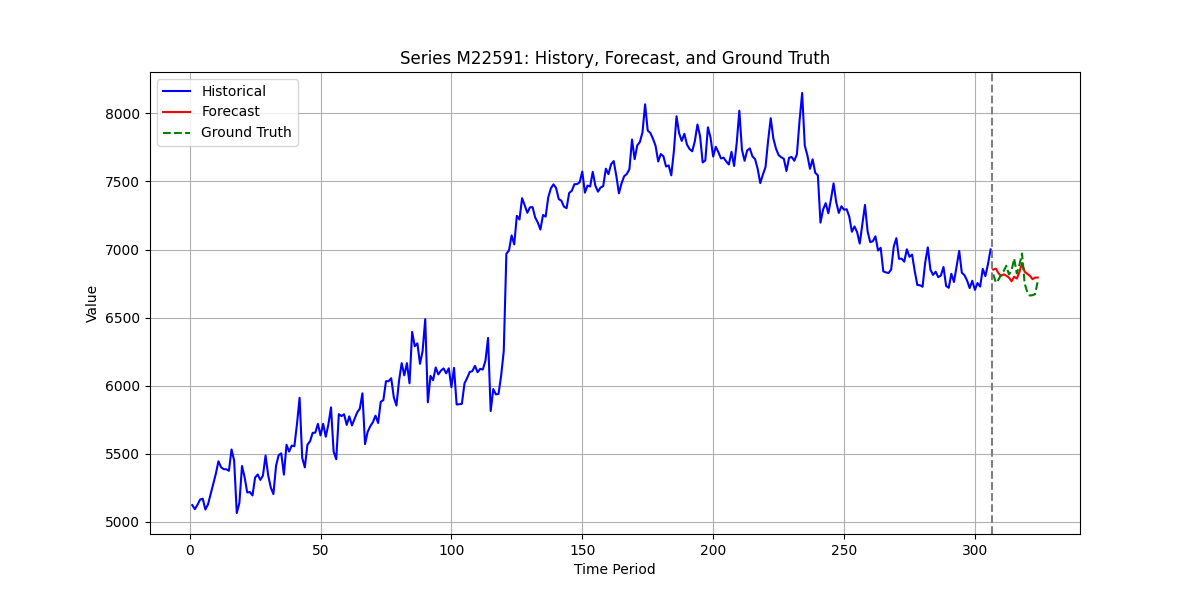 Series M22591: History, Forecast, and Ground Truth
Historical
Forecast
Ground Truth
8000
7500
7000
6500
6000
5500
5000
Value
0 50 100 150 200 250 300
Time Period